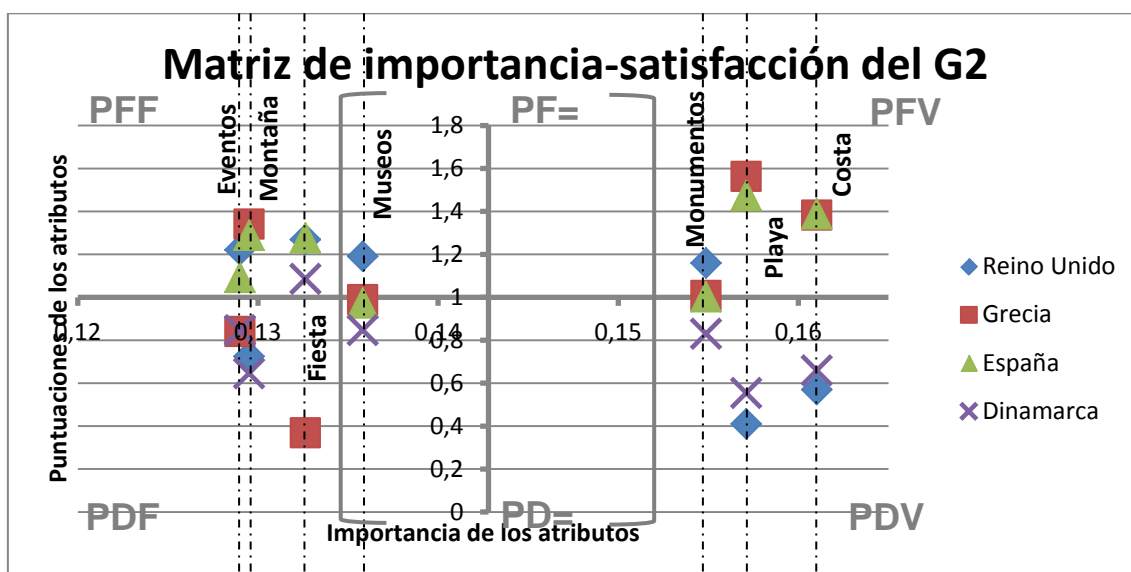 Matriz de importancia-satisfacción del G2
PFF
PF=
PFV
Puntuaciones de los atributos
Eventos
Montaña
Fiesta
Museos
Monumentos
Playa
Costa
1,8
1,6
1,4
1,2
1
0,8
0,6
0,4
0,2
0
0,12
0,13
0,14
0,15
0,16
Reino Unido
Grecia
España
Dinamarca
PDF
PD=
PDV
Importancia de los atributos